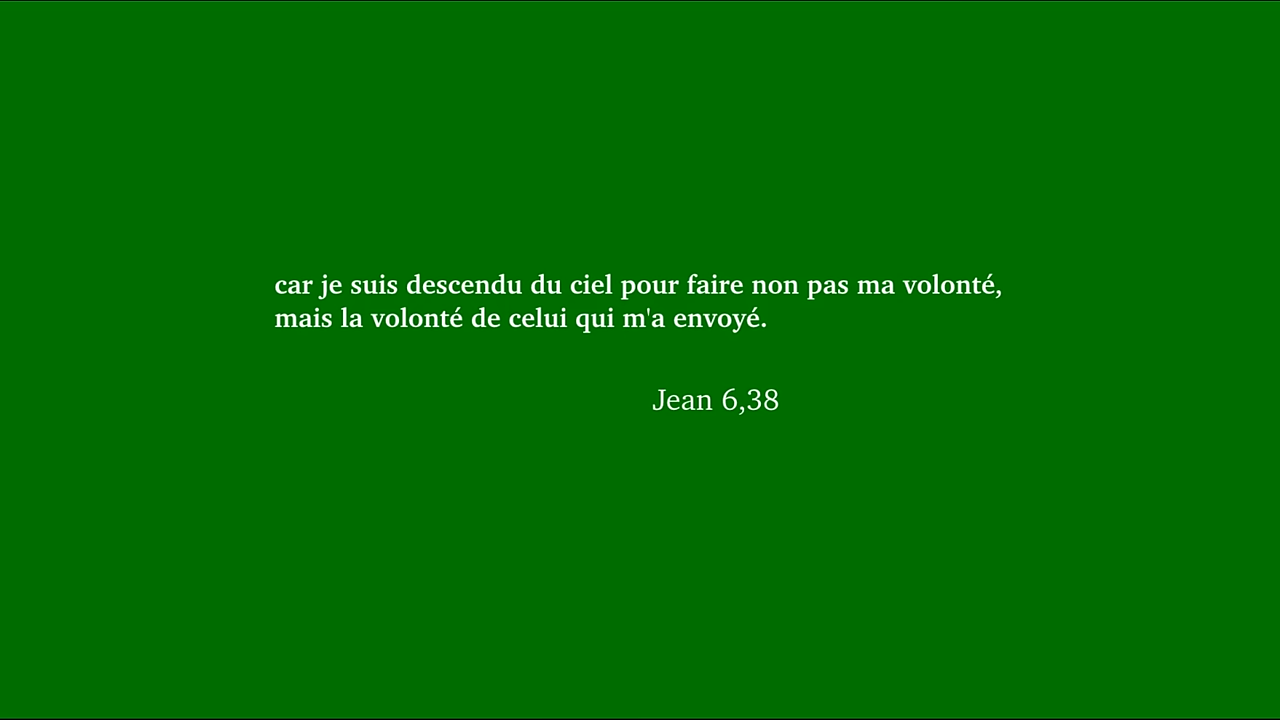 car je suis descendu du ciel pour faire non pas ma volonté,
mais la volonté de celui qui m'a envoyé.
Jean 6,38